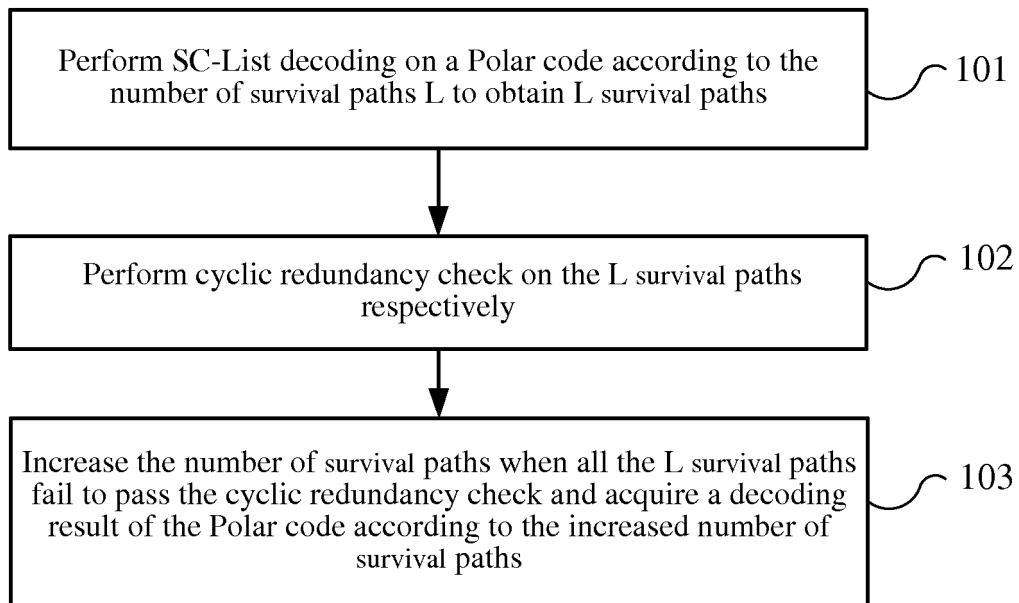 Perform SC-List decoding on a Polar code according to the
number of survival paths L to obtain L survival paths
101
Perform cyclic redundancy check on the L survival paths
respectively
102
Increase the number of survival paths when all the L survival paths
fail to pass the cyclic redundancy check and acquire a decoding
result of the Polar code according to the increased number of
survival paths
103